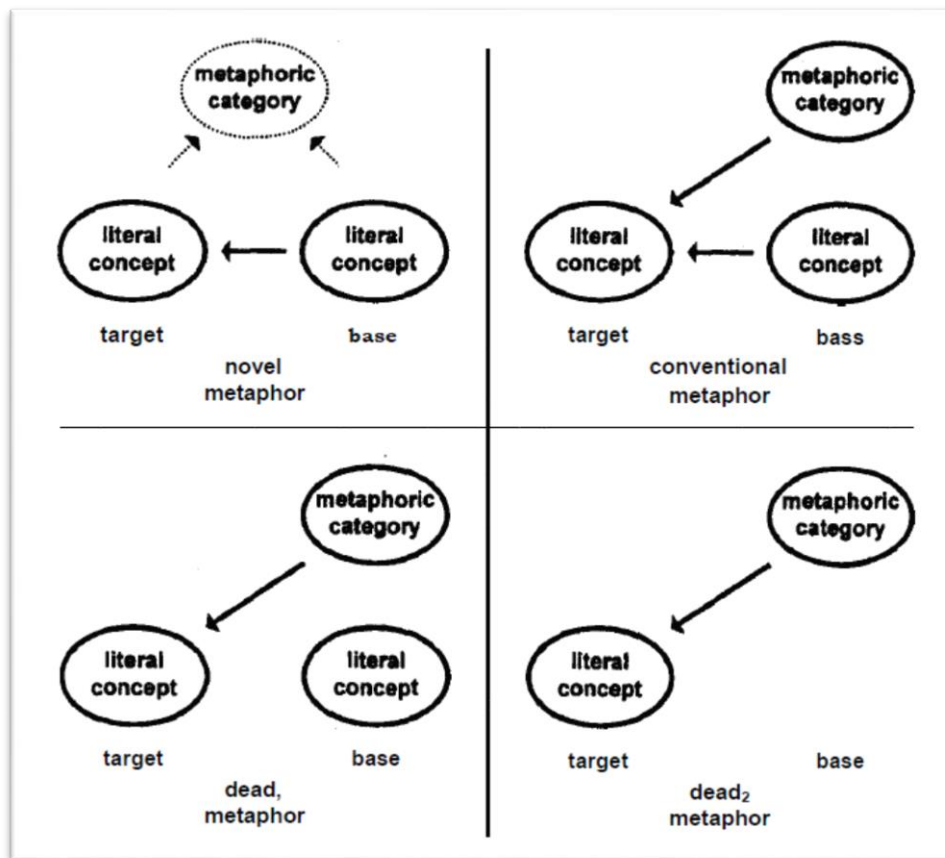 metaphoric
category
literal
concept
literal
concept
target
base
novel
metaphor
metaphoric
category
literal
concept
literal
concept
target
bass
conventional
metaphor
metaphoric
category
literal
concept
literal
concept
target
base
dead,
metaphor
metaphoric
category
literal
concept
target
base
dead₂
metaphor